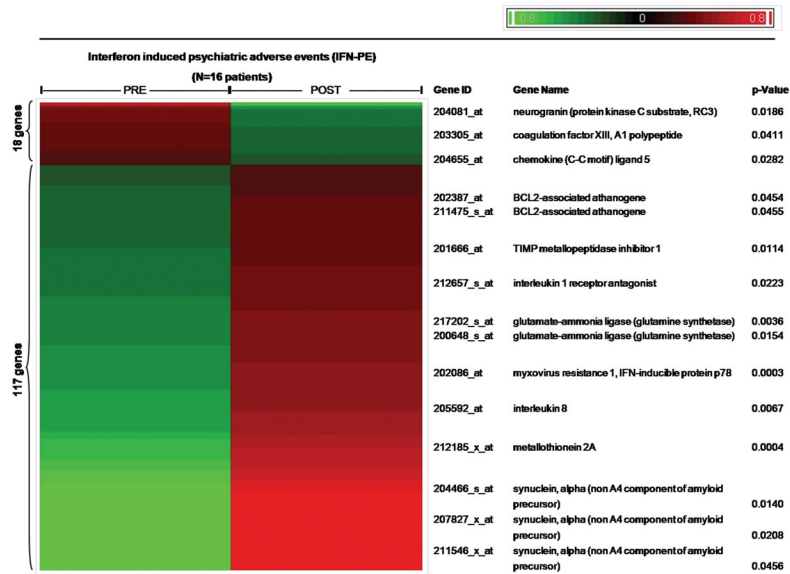 -0.8 0 0.8
Interferon induced psychiatric adverse events (IFN-PE)
(N=16 patients)
PRE POST Gene ID Gene Name p-Value
18 genes
204081_at neurogranin (protein kinase C substrate, RC3) 0.0186
203305_at coagulation factor XIII, A1 polypeptide 0.0411
204655_at chemokine (C-C motif) ligand 5 0.0282
117 genes
202387_at BCL2-associated athanogene 0.0454
211475_s_at BCL2-associated athanogene 0.0455
201666_at TIMP metallopeptidase inhibitor 1 0.0114
212657_s_at interleukin 1 receptor antagonist 0.0223
217202_s_at glutamate-ammonia ligase (glutamine synthetase) 0.0036
200648_s_at glutamate-ammonia ligase (glutamine synthetase) 0.0154
202086_at myxovirus resistance 1, IFN-inducible protein p78 0.0003
205592_at interleukin 8 0.0067
212185_x_at metallothionein 2A 0.0004
204466_s_at synuclein, alpha (non A4 component of amyloid
precursor) 0.0140
207827_x_at synuclein, alpha (non A4 component of amyloid
precursor) 0.0208
211546_x_at synuclein, alpha (non A4 component of amyloid
precursor) 0.0456